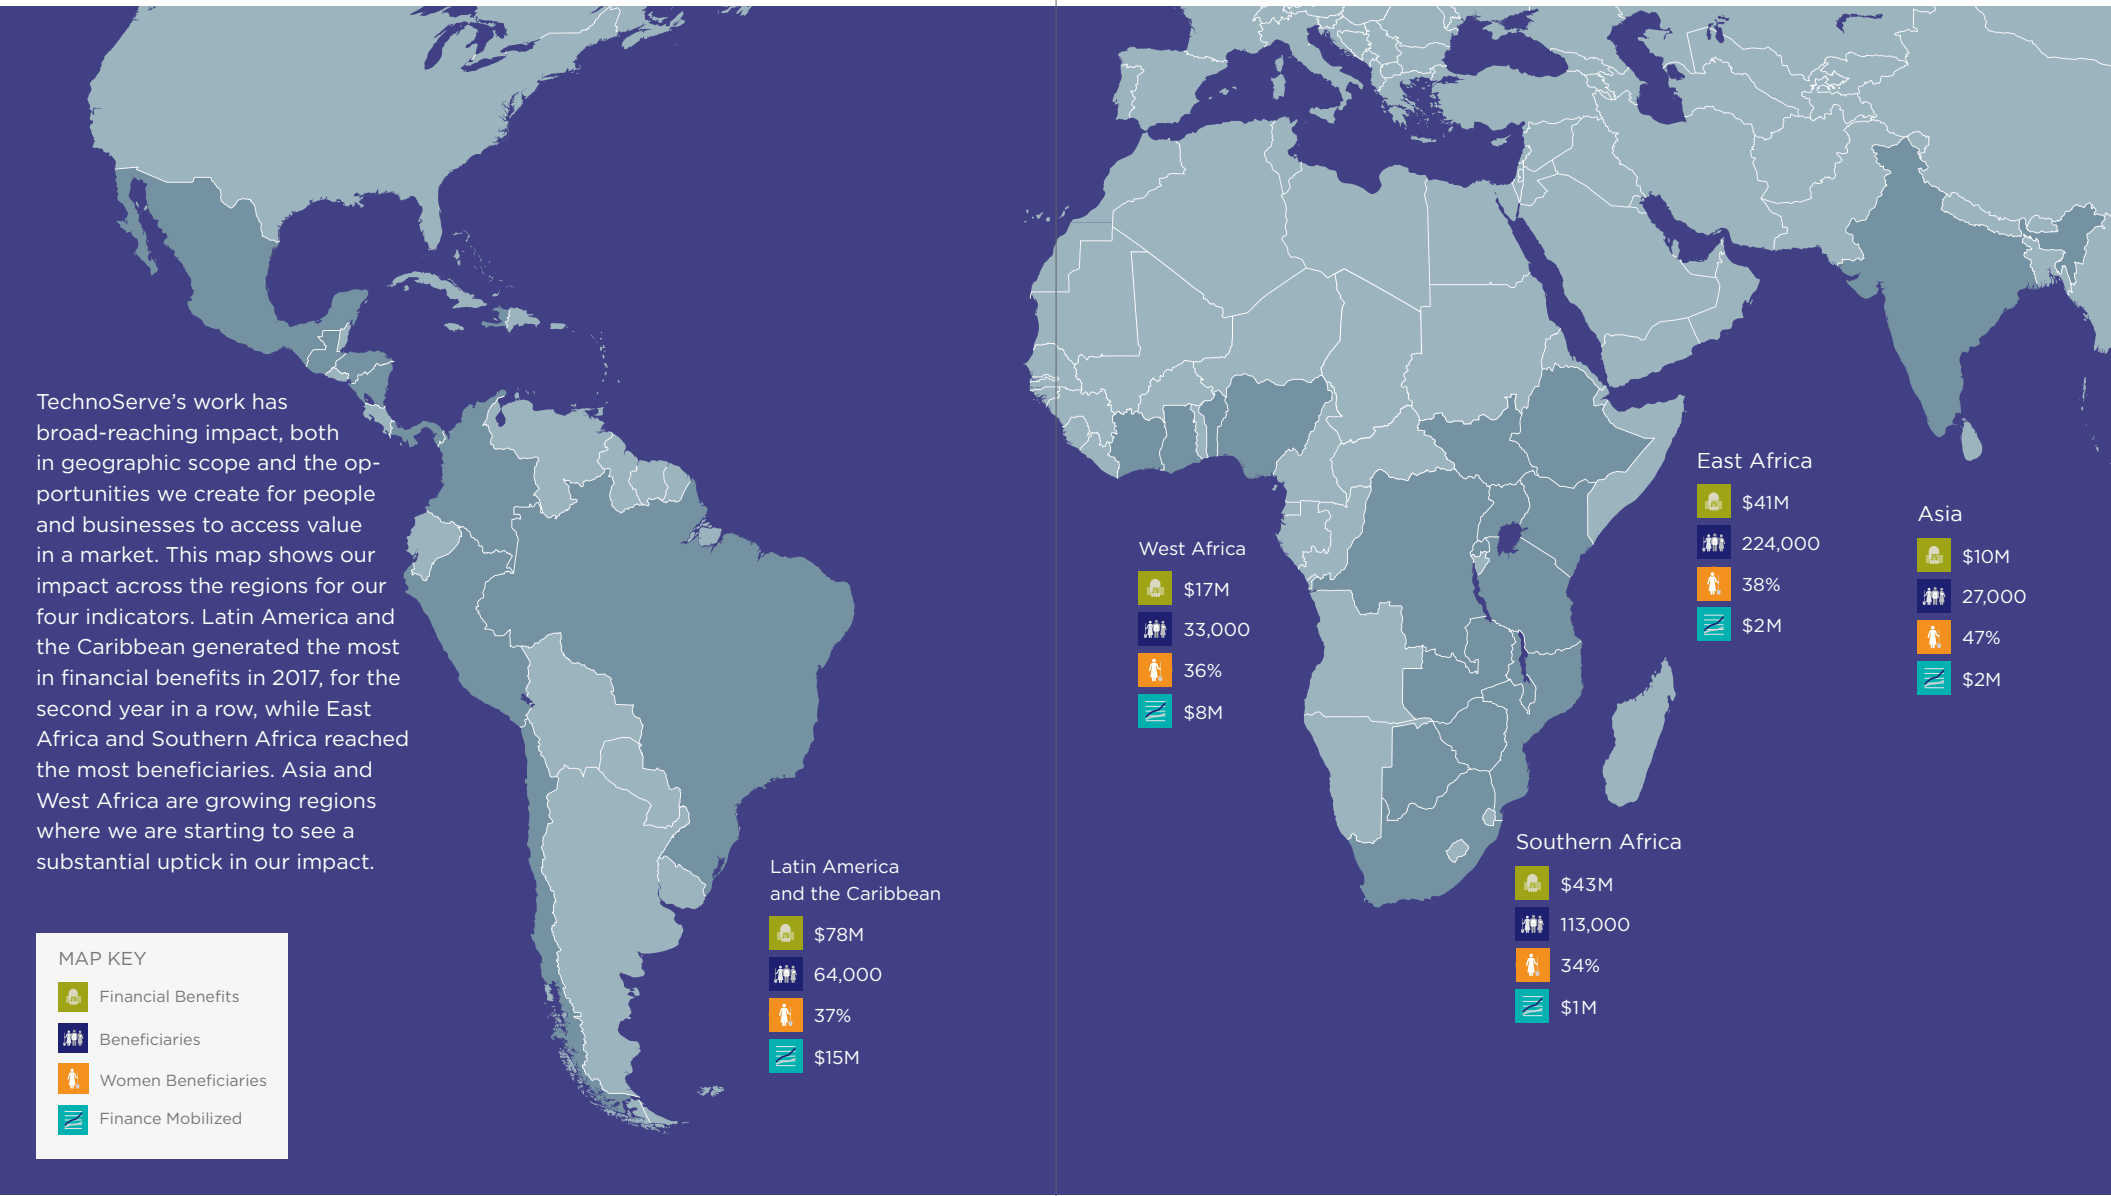 TechnoServe’s work has
broad-reaching impact, both
in geographic scope and the op-
portunities we create for people
and businesses to access value
in a market. This map shows our
impact across the regions for our
four indicators. Latin America and
the Caribbean generated the most
in financial benefits in 2017, for the
second year in a row, while East
Africa and Southern Africa reached
the most beneficiaries. Asia and
West Africa are growing regions
where we are starting to see a
substantial uptick in our impact.
MAP KEY
Financial Benefits
Beneficiaries
Women Beneficiaries
Finance Mobilized
Latin America
and the Caribbean
$78M
64,000
37%
$15M
West Africa
$17M
33,000
36%
$8M
East Africa
$41M
224,000
38%
$2M
Asia
$10M
27,000
47%
$2M
Southern Africa
$43M
113,000
34%
$1M